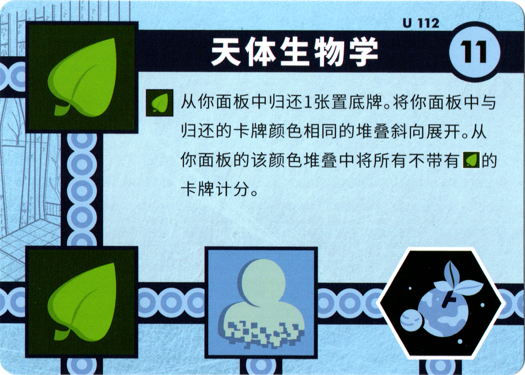 U 112
天体生物学
11
从你面板中归还1张置底牌。将你面板中与
归还的卡牌颜色相同的堆叠斜向展开。从
你面板的该颜色堆叠中将所有不带有的
卡牌计分。